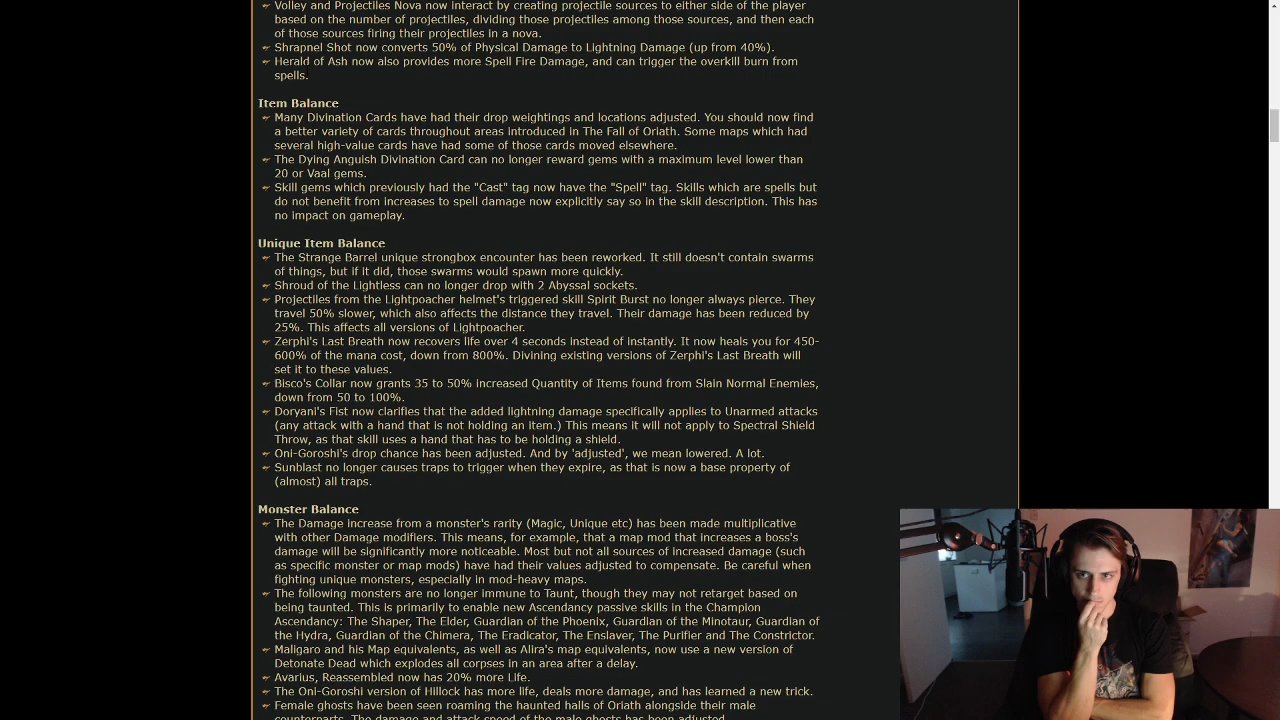 Volley and Projectiles Nova now interact by creating projectile sources to either side of the player
based on the number of projectiles, dividing those projectiles among those sources, and then each
of those sources firing their projectiles in a nova.
Shrapnel Shot now converts 50% of Physical Damage to Lightning Damage (up from 40%).
Herald of Ash now also provides more Spell Fire Damage, and can trigger the overkill burn from
spells.
Item Balance
Many Divination Cards have had their drop weightings and locations adjusted. You should now find
a better variety of cards throughout areas introduced in The Fall of Oriath. Some maps which had
several high-value cards have had some of those cards moved elsewhere.
The Dying Anguish Divination Card can no longer reward gems with a maximum level lower than
20 or Vaal gems.
Skill gems which previously had the "Cast" tag now have the "Spell" tag. Skills which are spells but
do not benefit from increases to spell damage now explicitly say so in the skill description. This has
no impact on gameplay.
Unique Item Balance
The Strange Barrel unique strongbox encounter has been reworked. It still doesn't contain swarms
of things, but if it did, those swarms would spawn more quickly.
Shroud of the Lightless can no longer drop with 2 Abyssal sockets.
Projectiles from the Lightpoacher helmet's triggered skill Spirit Burst no longer always pierce. They
travel 50% slower, which also affects the distance they travel. Their damage has been reduced by
25%. This affects all versions of Lightpoacher.
Zerphi's Last Breath now recovers life over 4 seconds instead of instantly. It now heals you for 450-
600% of the mana cost, down from 800%. Divining existing versions of Zerphi's Last Breath will
set it to these values.
Bisco's Collar now grants 35 to 50% increased Quantity of Items found from Slain Normal Enemies,
down from 50 to 100%.
Doryani's Fist now clarifies that the added lightning damage specifically applies to Unarmed attacks
(any attack with a hand that is not holding an item.) This means it will not apply to Spectral Shield
Throw, as that skill uses a hand that has to be holding a shield.
Oni-Goroshi's drop chance has been adjusted. And by 'adjusted', we mean lowered. A lot.
Sunblast no longer causes traps to trigger when they expire, as that is now a base property of
(almost) all traps.
Monster Balance
The Damage increase from a monster's rarity (Magic, Unique etc) has been made multiplicative
with other Damage modifiers. This means, for example, that a map mod that increases a boss's
damage will be significantly more noticeable. Most but not all sources of increased damage (such
as specific monster or map mods) have had their values adjusted to compensate. Be careful when
fighting unique monsters, especially in mod-heavy maps.
The following monsters are no longer immune to Taunt, though they may not retarget based on
being taunted. This is primarily to enable new Ascendancy passive skills in the Champion
Ascendancy: The Shaper, The Elder, Guardian of the Phoenix, Guardian of the Minotaur, Guardian of
the Hydra, Guardian of the Chimera, The Eradicator, The Enslaver, The Purifier and The Constrictor.
Maligaro and his Map equivalents, as well as Alira's map equivalents, now use a new version of
Detonate Dead which explodes all corpses in an area after a delay.
Avarius, Reassembled now has 20% more Life.
The Oni-Goroshi version of Hillock has more life, deals more damage, and has learned a new trick.
Female ghosts have been seen roaming the haunted halls of Oriath alongside their male
counterparts. The damage and attack speed of the male ghosts has been adjusted.